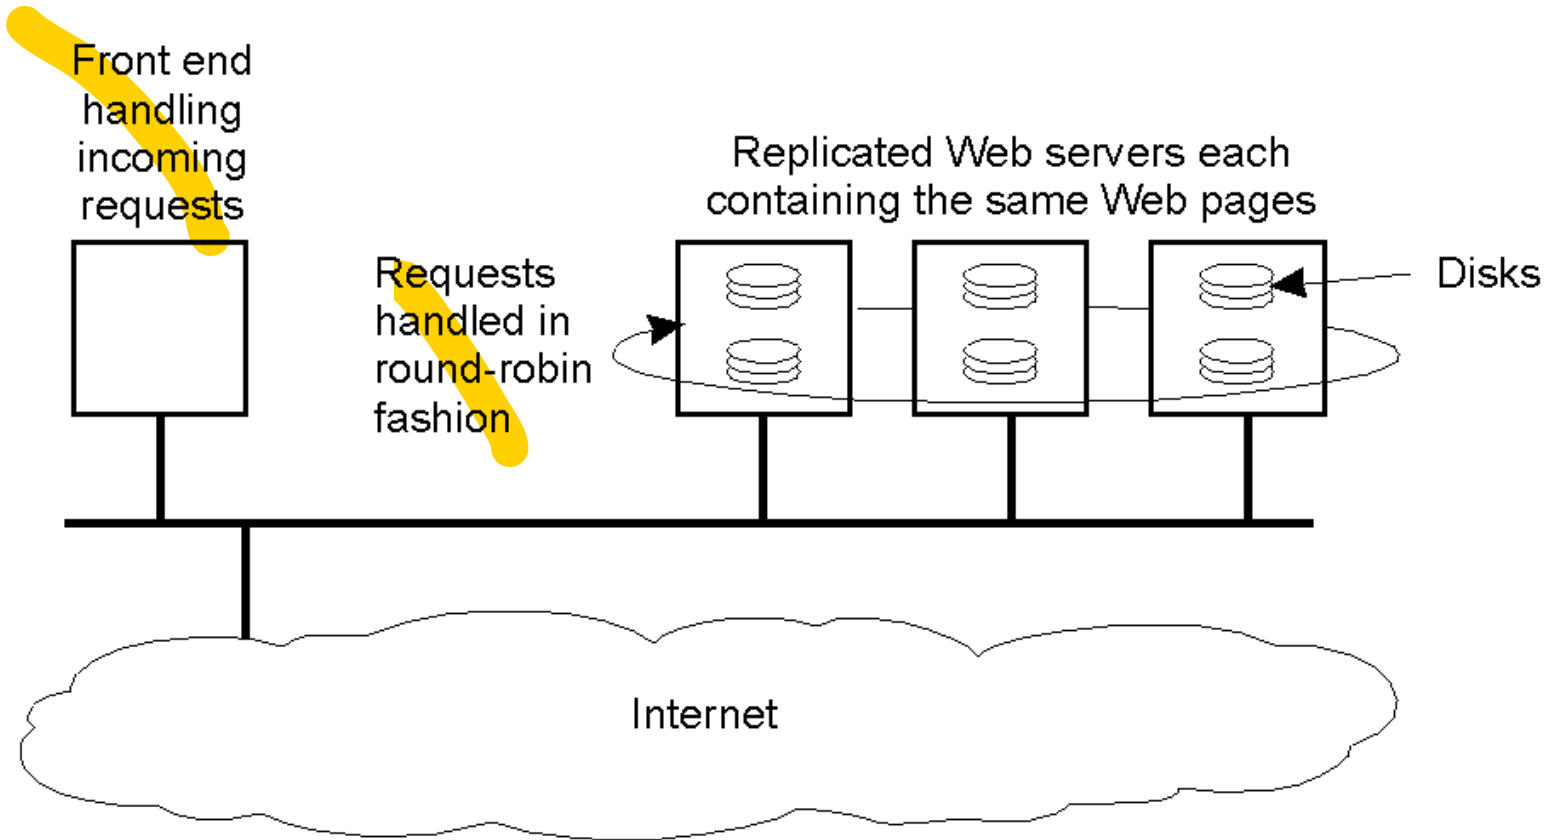 Front end
handling
incoming
requests
Replicated Web servers each
containing the same Web pages
Requests
handled in
round-robin
fashion
Disks
Internet